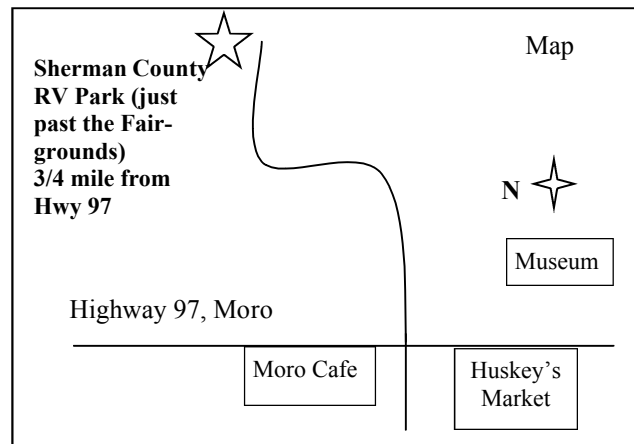 Map
Sherman County
RV Park (just
past the Fair-
grounds)
3/4 mile from
Hwy 97
N
Museum
Highway 97, Moro
Moro Cafe
Huskey’s
Market